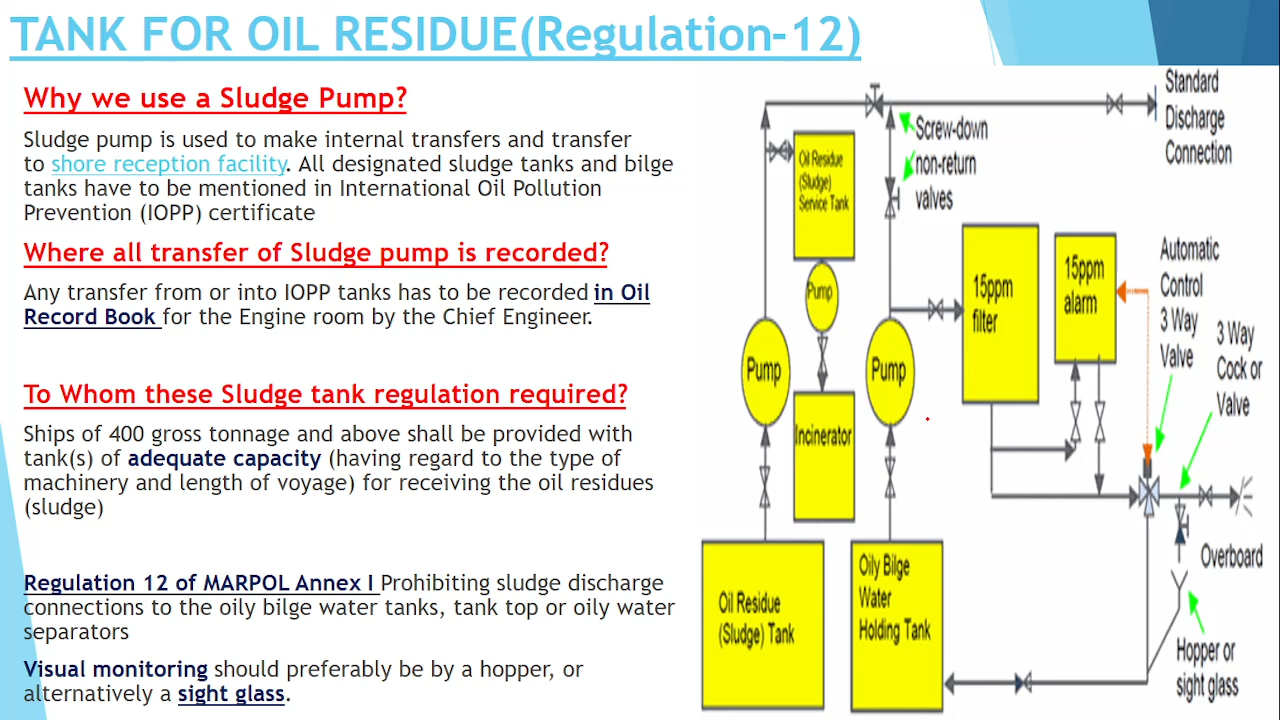 TANK FOR OIL RESIDUE(Regulation-12)
Why we use a Sludge Pump?
Sludge pump is used to make internal transfers and transfer
to shore reception facility. All designated sludge tanks and bilge
tanks have to be mentioned in International Oil Pollution
Prevention (IOPP) certificate
Where all transfer of Sludge pump is recorded?
Any transfer from or into IOPP tanks has to be recorded in Oil
Record Book for the Engine room by the Chief Engineer.
To Whom these Sludge tank regulation required?
Ships of 400 gross tonnage and above shall be provided with
tank(s) of adequate capacity (having regard to the type of
machinery and length of voyage) for receiving the oil residues
(sludge)
Regulation 12 of MARPOL Annex I Prohibiting sludge discharge
connections to the oily bilge water tanks, tank top or oily water
separators
Visual monitoring should preferably be by a hopper, or
alternatively a sight glass.
Standard
Discharge
Connection
Screw-down
non-return
valves
Oil Residue
(Sludge)
Service Tank
Pump
Pump
Incinerator
Pump
15ppm
filter
15ppm
alarm
Automatic
Control
3 Way
Valve
3 Way
Cock or
Valve
Overboard
Hopper or
sight glass
Oil Residue
(Sludge) Tank
Oily Bilge
Water
Holding Tank